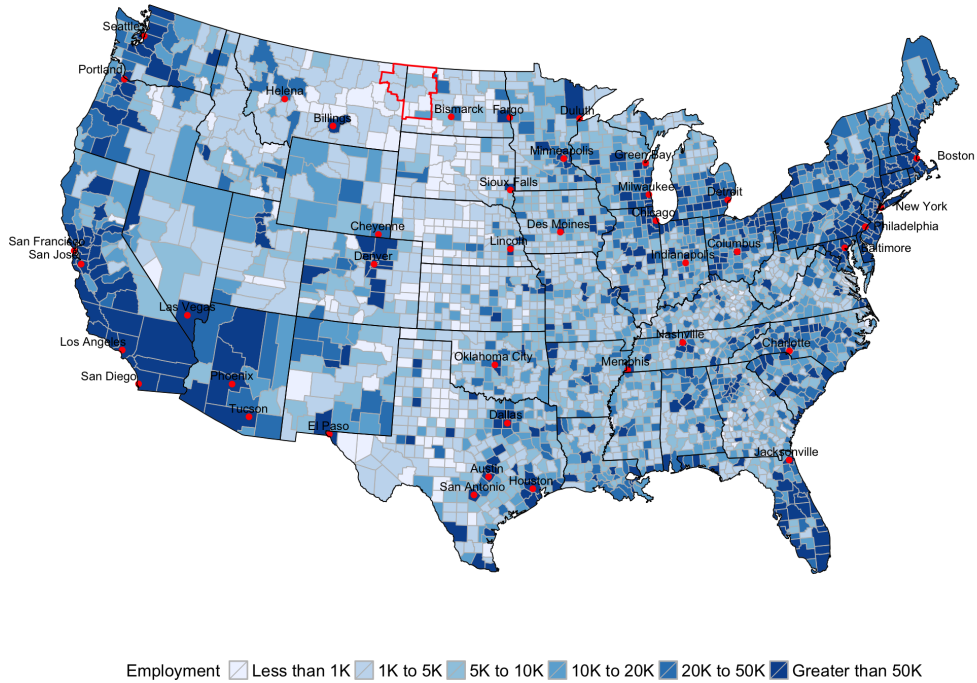 Seattle
Portland
Helena
Billings
Bismarck
Fargo
Duluth
Minneapolis
Green Bay
Boston
Sioux Falls
Milwaukee
Detroit
New York
Chicago
Cheyenne
Des Moines
Philadelphia
San Francisco
Lincoln
Columbus
Baltimore
San Jose
Denver
Indianapolis
Las Vegas
Nashville
Los Angeles
Oklahoma City
Memphis
Charlotte
San Diego
Phoenix
Tucson
Dallas
El Paso
Jacksonville
Austin
San Antonio
Houston
Employment Less than 1K 1K to 5K 5K to 10K 10K to 20K 20K to 50K Greater than 50K